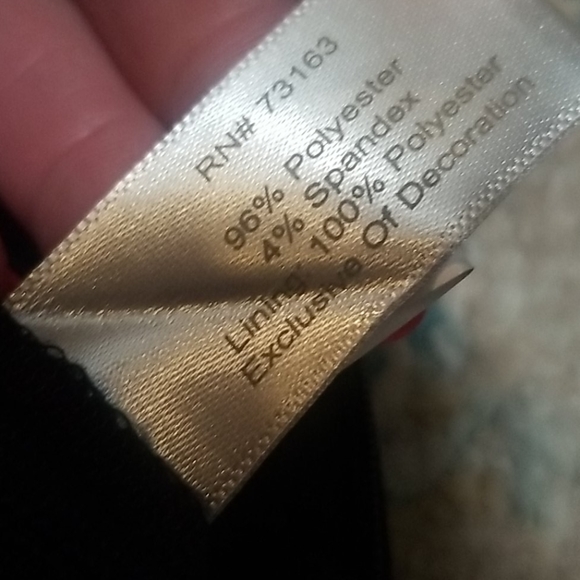 RN# 73163
96% Polyester
4% Spandex
Lining: 100% Polyester
Exclusive Of Decoration